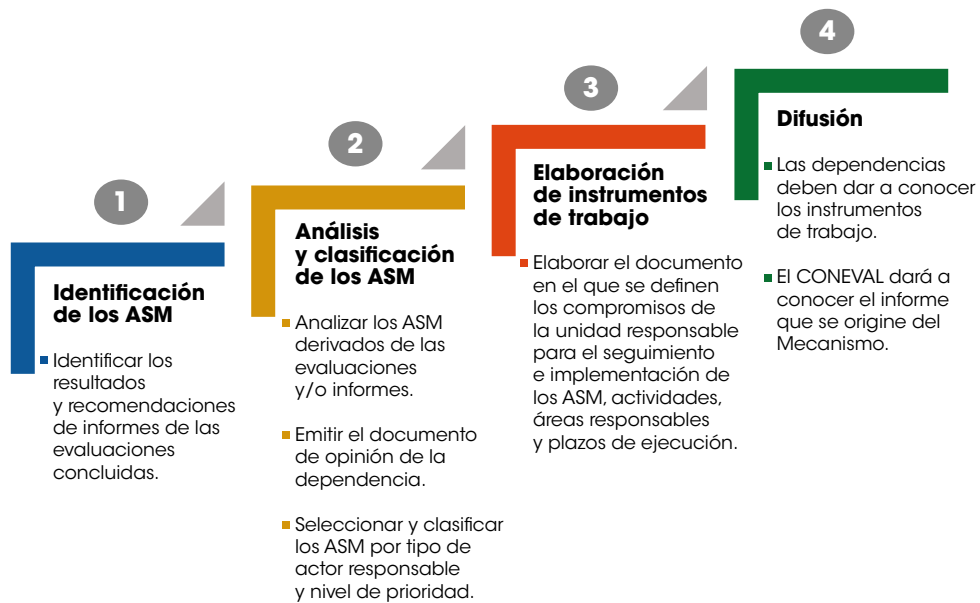 1
Identificación
de los ASM
Identificar los
resultados
y recomendaciones
de informes de las
evaluaciones
concluidas.
2
Análisis
y clasificación
de los ASM
Analizar los ASM
derivados de las
evaluaciones
y/o informes.
Emitir el documento
de opinión de la
dependencia.
Seleccionar y clasificar
los ASM por tipo de
actor responsable
y nivel de prioridad.
3
Elaboración
de instrumentos
de trabajo
Elaborar el documento
en el que se definen
los compromisos de
la unidad responsable
para el seguimiento
e implementación de
los ASM, actividades,
áreas responsables
y plazos de ejecución.
4
Difusión
Las dependencias
deben dar a conocer
los instrumentos
de trabajo.
El CONEVAL dará a
conocer el informe
que se origine del
Mecanismo.